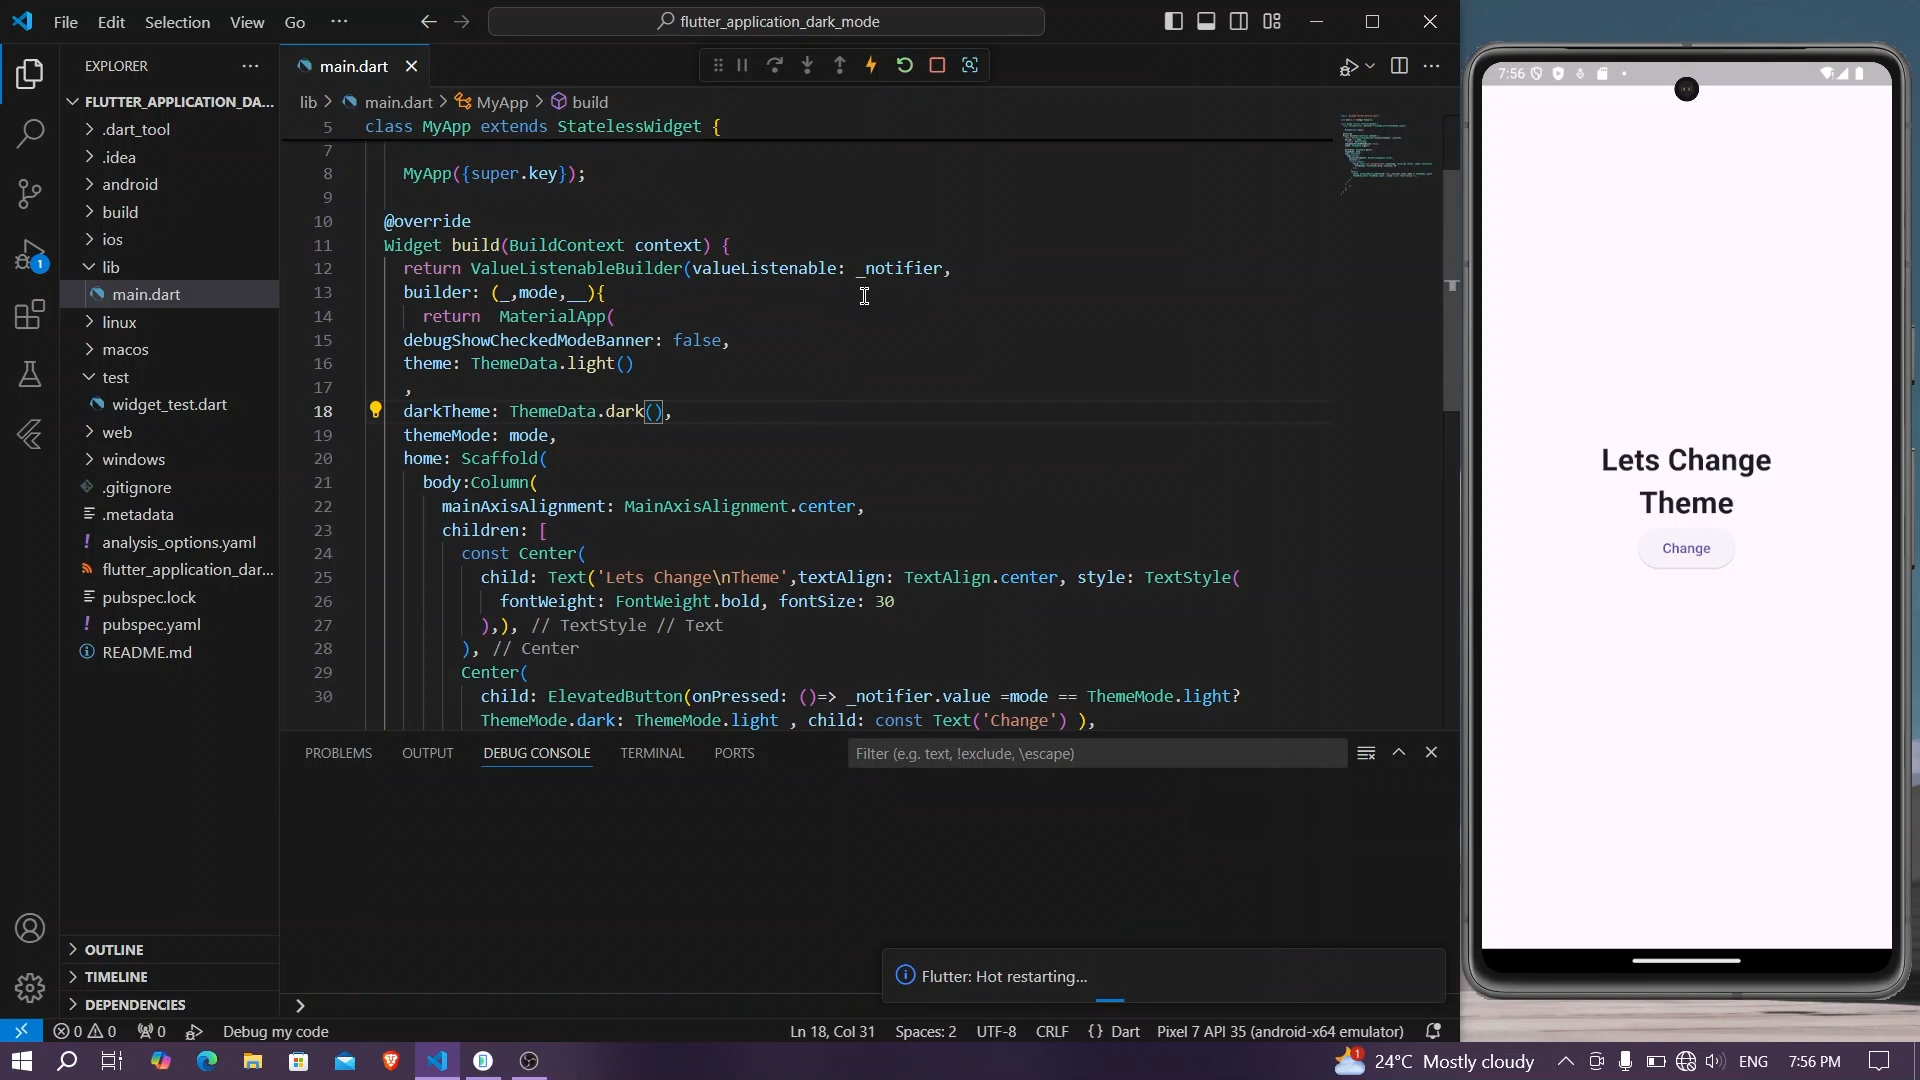 File Edit Selection View Go ···
flutter_application_dark_mode
EXPLORER
FLUTTER_APPLICATION_DA...
.dart_tool
.idea
android
build
ios
lib
main.dart
linux
macos
test
widget_test.dart
web
windows
.gitignore
.metadata
analysis_options.yaml
flutter_application_dar...
pubspec.lock
pubspec.yaml
README.md
OUTLINE
TIMELINE
DEPENDENCIES
1
main.dart
lib > main.dart > MyApp > build
5 class MyApp extends StatelessWidget {
7
8 MyApp({super.key});
9
10 @override
11 Widget build(BuildContext context) {
12 return ValueListenableBuilder(valueListenable: _notifier,
13 builder: (_,mode,__){
14 return  MaterialApp(
15 debugShowCheckedModeBanner: false,
16 theme: ThemeData.light()
17 ,
18 darkTheme: ThemeData.dark(),
19 themeMode: mode,
20 home: Scaffold(
21 body:Column(
22 mainAxisAlignment: MainAxisAlignment.center,
23 children: [
24 const Center(
25 child: Text('Lets Change\nTheme',textAlign: TextAlign.center, style: TextStyle(
26 fontWeight: FontWeight.bold, fontSize: 30
27 ),), // TextStyle // Text
28 ), // Center
29 Center(
30 child: ElevatedButton(onPressed: ()=> _notifier.value =mode == ThemeMode.light?
ThemeMode.dark: ThemeMode.light , child: const Text('Change') ),
PROBLEMS OUTPUT DEBUG CONSOLE TERMINAL PORTS
Filter (e.g. text, !exclude, \escape)
Flutter: Hot restarting...
0 0 0 Debug my code
Ln 18, Col 31 Spaces: 2 UTF-8 CRLF {} Dart Pixel 7 API 35 (android-x64 emulator)
7:56
Lets Change
Theme
Change
1 24°C Mostly cloudy ENG 7:56 PM